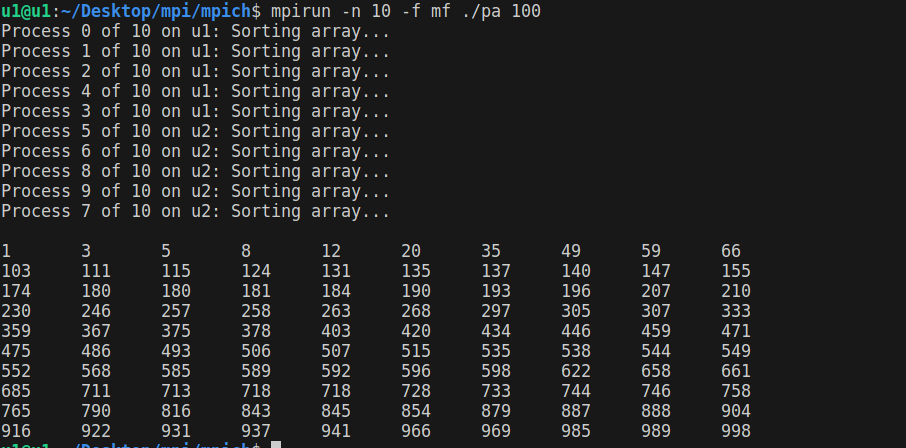 u1@u1:~/Desktop/mpi/mpich$ mpirun -n 10 -f mf ./pa 100
Process 0 of 10 on u1: Sorting array...
Process 1 of 10 on u1: Sorting array...
Process 2 of 10 on u1: Sorting array...
Process 4 of 10 on u1: Sorting array...
Process 3 of 10 on u1: Sorting array...
Process 5 of 10 on u2: Sorting array...
Process 6 of 10 on u2: Sorting array...
Process 8 of 10 on u2: Sorting array...
Process 9 of 10 on u2: Sorting array...
Process 7 of 10 on u2: Sorting array...
1 3 5 8 12 20 35 49 59 66
103 111 115 124 131 135 137 140 147 155
174 180 180 181 184 190 193 196 207 210
230 246 257 258 263 268 297 305 307 333
359 367 375 378 403 420 434 446 459 471
475 486 493 506 507 515 535 538 544 549
552 568 585 589 592 596 598 622 658 661
685 711 713 718 718 728 733 744 746 758
765 790 816 843 845 854 879 887 888 904
916 922 931 937 941 966 969 985 989 998
u1@u1:~/Desktop/mpi/mpich$